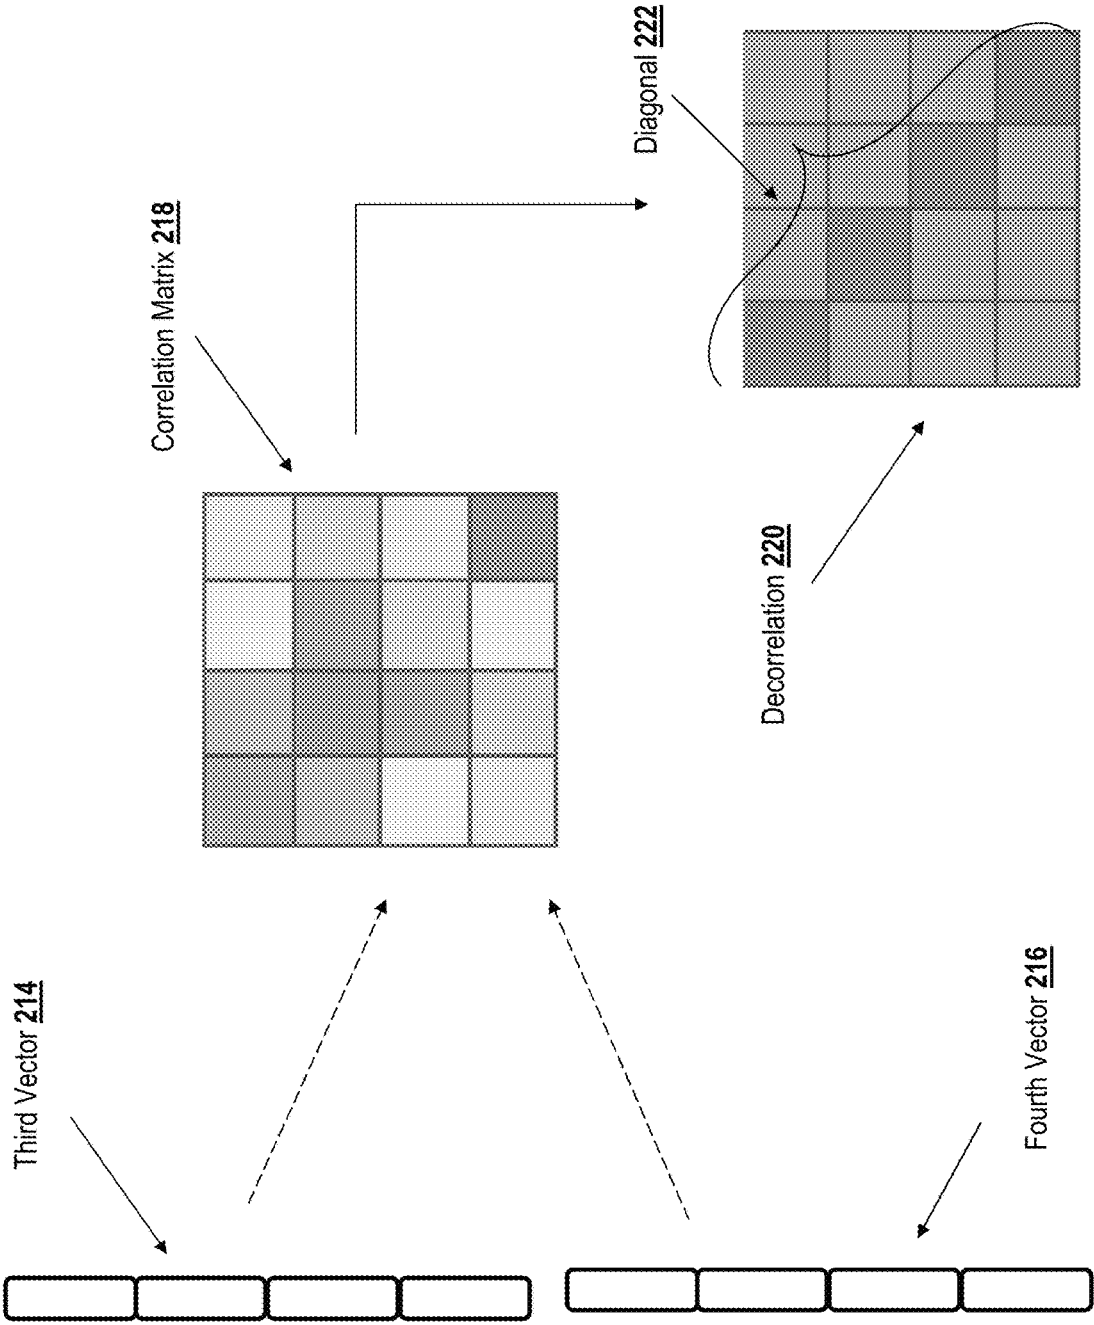 Third Vector 214
Correlation Matrix 218
Diagonal 222
Decorrelation 220
Fourth Vector 216